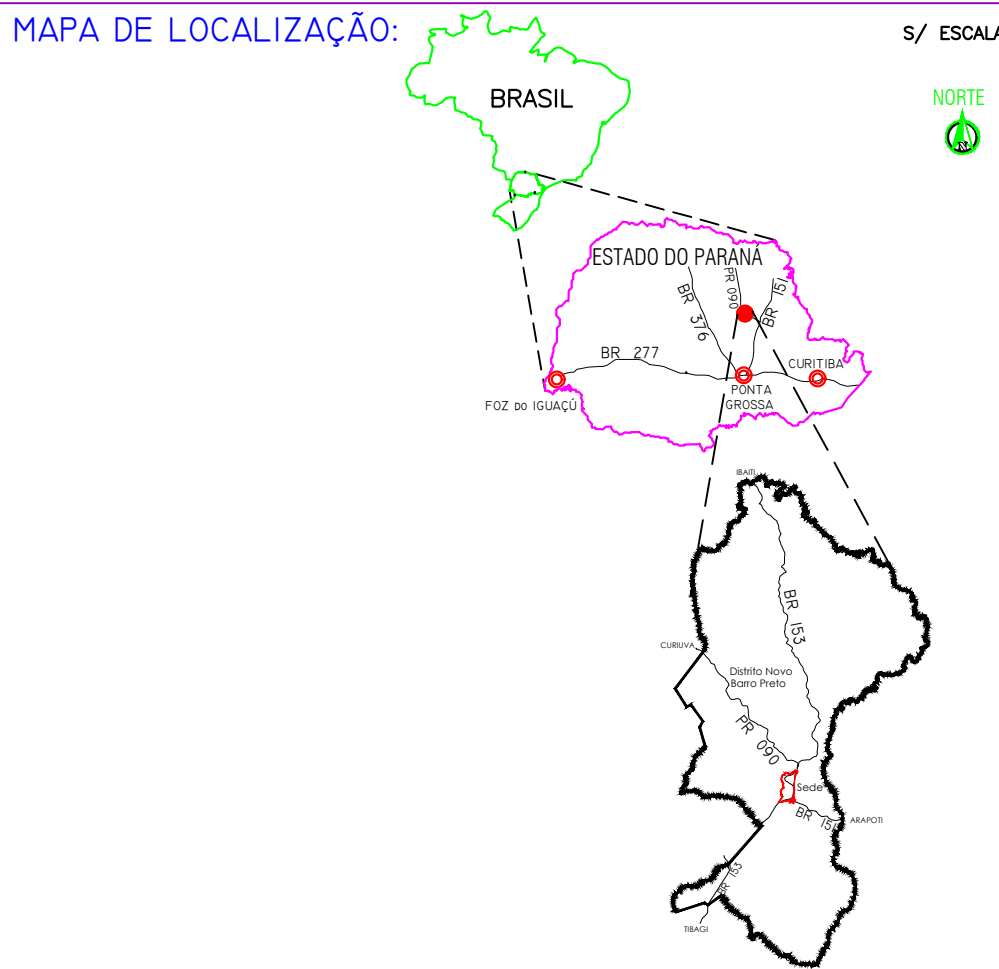 MAPA DE LOCALIZAÇÃO:
S/ ESCALA
BRASIL
NORTE
N
ESTADO DO PARANÁ
PR 090
BR 151
BR 376
BR 277
CURITIBA
FOZ DO IGUAÇÚ
PONTA
GROSSA
IBAITI
BR 153
CURIUVA
Distrito Novo
Barro Preto
PR 090
Sede
BR 151
ARAPOTI
BR 153
TIBAGI